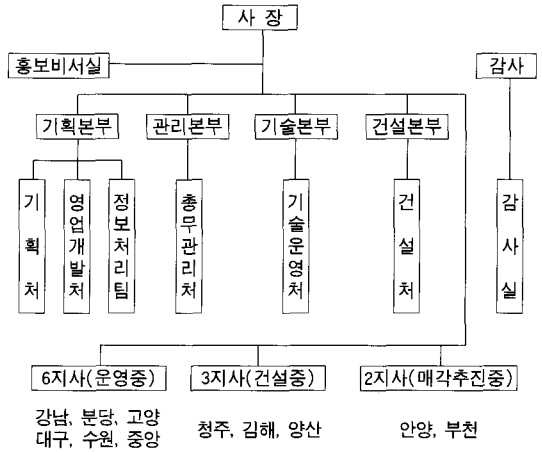 사 장
홍보비서실
감사
기획본부
관리본부
기술본부
건설본부
기획처
영업개발처
정보처리팀
총무관리처
기술운영처
건설처
감사실
6지사(운영중)
3지사(건설중)
2지사(매각추진중)
강남, 분당, 고양
대구, 수원, 중앙
청주, 김해, 양산
안양, 부천